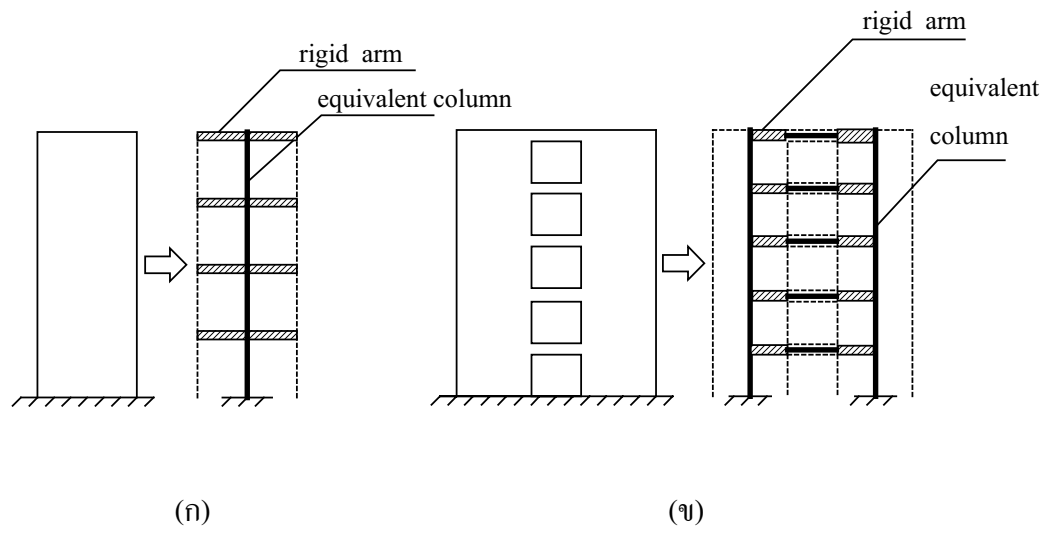 rigid arm
equivalent column
rigid arm
equivalent
column
(ก)
(ข)